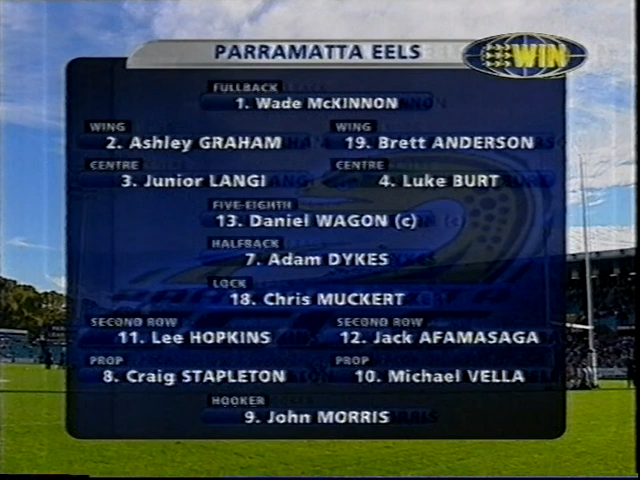 PARRAMATTA EELS
WIN
FULLBACK
1. Wade McKINNON
WING WING
2. Ashley GRAHAM 19. Brett ANDERSON
CENTRE CENTRE
3. Junior LANGI 4. Luke BURT
FIVE-EIGHTH
13. Daniel WAGON (c)
HALFBACK
7. Adam DYKES
LOCK
18. Chris MUCKERT
SECOND ROW SECOND ROW
11. Lee HOPKINS 12. Jack AFAMASAGA
PROP PROP
8. Craig STAPLETON 10. Michael VELLA
HOOKER
9. John MORRIS